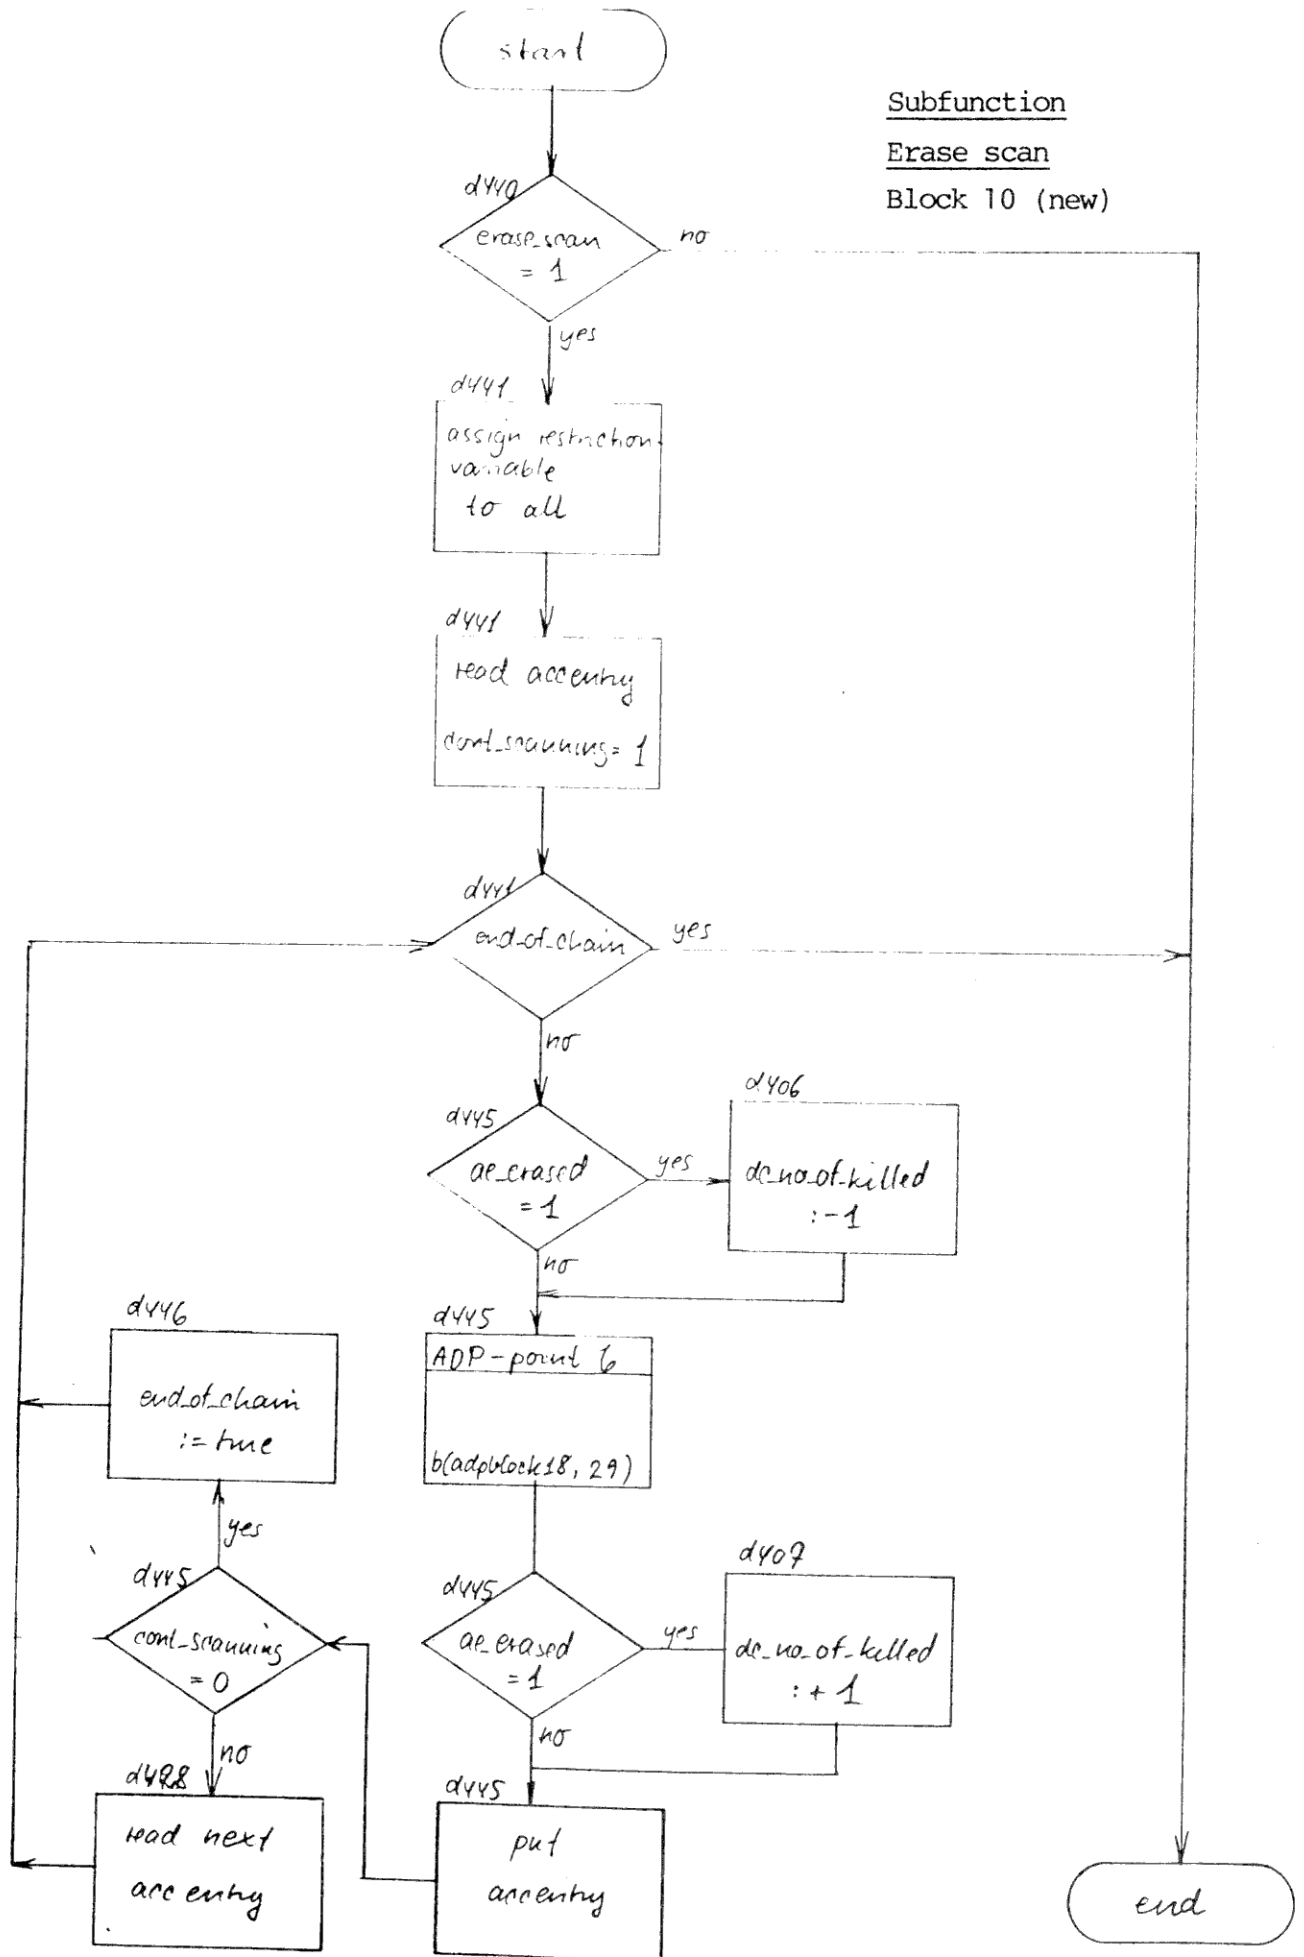 start
Subfunction
Erase scan
Block 10 (new)
d440
erase_scan
= 1
no
yes
d441
assign restriction
variable
to all
d441
read accentry
cont_scanning = 1
d441
end_of_chain
yes
no
d445
ae_erased
= 1
yes
no
d406
dc_no_of_killed
:-1
d446
end_of_chain
:= true
d445
ADP-point 6
b(adpblock18, 29)
yes
d445
cont_scanning
= 0
no
d445
ae_erased
= 1
yes
no
d407
dc_no_of_killed
:+1
read next
accentry
d445
put
accentry
end